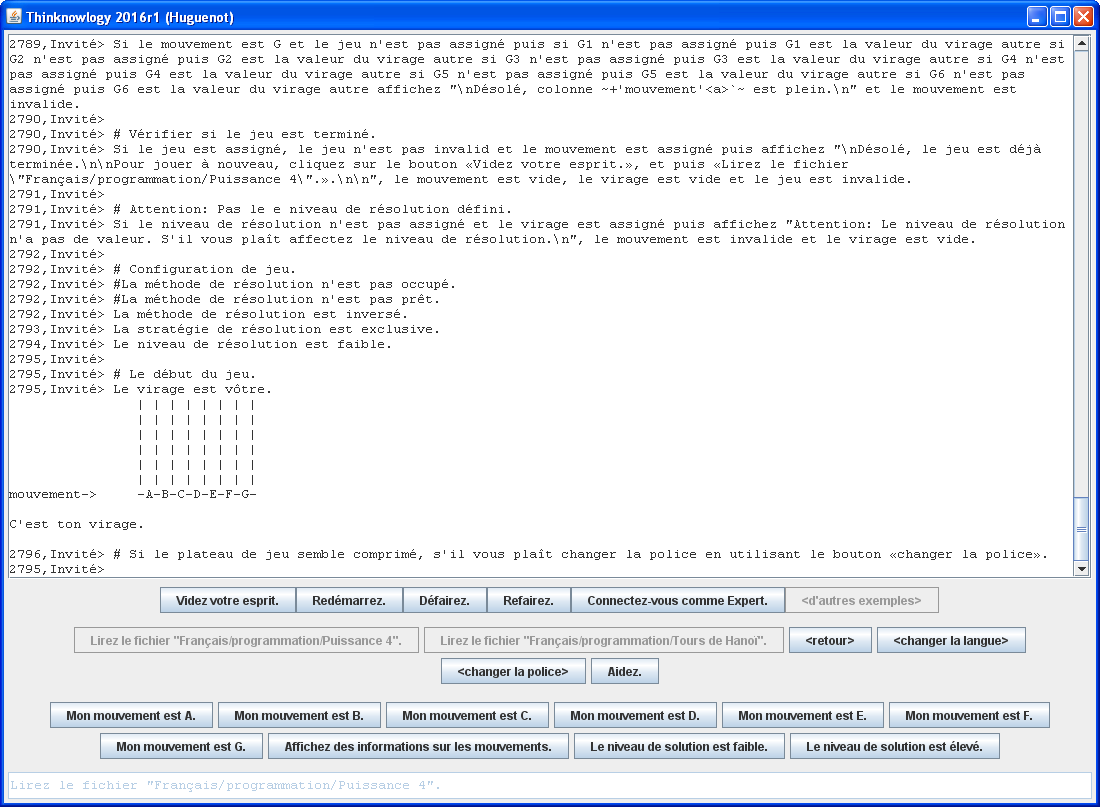 Thinknowlogy 2016r1 (Huguenot)
2789,Invité> Si le mouvement est G et le jeu n'est pas assigné puis si G1 n'est pas assigné puis G1 est la valeur du virage autre si
G2 n'est pas assigné puis G2 est la valeur du virage autre si G3 n'est pas assigné puis G3 est la valeur du virage autre si G4 n'est
pas assigné puis G4 est la valeur du virage autre si G5 n'est pas assigné puis G5 est la valeur du virage autre si G6 n'est pas
assigné puis G6 est la valeur du virage autre affichez "\nDésolé, colonne ~+'mouvement'<a>`~ est plein.\n" et le mouvement est
invalide.
2790,Invité>
2790,Invité> # Vérifier si le jeu est terminé.
2790,Invité> Si le jeu est assigné, le jeu n'est pas invalid et le mouvement est assigné puis affichez "\nDésolé, le jeu est déjà
terminée.\n\nPour jouer à nouveau, cliquez sur le bouton «Videz votre esprit.», et puis «Lirez le fichier
\"Français/programmation/Puissance 4\".».\n\n", le mouvement est vide, le virage est vide et le jeu est invalide.
2791,Invité>
2791,Invité> # Attention: Pas le e niveau de résolution défini.
2791,Invité> Si le niveau de résolution n'est pas assigné et le virage est assigné puis affichez "Attention: Le niveau de résolution
n'a pas de valeur. S'il vous plaît affectez le niveau de résolution.\n", le mouvement est invalide et le virage est vide.
2792,Invité>
2792,Invité> # Configuration de jeu.
2792,Invité> #La méthode de résolution n'est pas occupé.
2792,Invité> #La méthode de résolution n'est pas prêt.
2792,Invité> La méthode de résolution est inversé.
2793,Invité> La stratégie de résolution est exclusive.
2794,Invité> Le niveau de résolution est faible.
2795,Invité>
2795,Invité> # Le début du jeu.
2795,Invité> Le virage est vôtre.
| | | | | | | |
| | | | | | | |
| | | | | | | |
| | | | | | | |
| | | | | | | |
| | | | | | | |
mouvement-> -A-B-C-D-E-F-G-
C'est ton virage.
2796,Invité> # Si le plateau de jeu semble comprimé, s'il vous plaît changer la police en utilisant le bouton «changer la police».
2795,Invité>
Videz votre esprit. Redémarrez. Défairez. Refairez. Connectez-vous comme Expert. <d'autres exemples>
Lirez le fichier "Français/programmation/Puissance 4". Lirez le fichier "Français/programmation/Tours de Hanoï". <retour> <changer la langue>
<changer la police> Aidez.
Mon mouvement est A. Mon mouvement est B. Mon mouvement est C. Mon mouvement est D. Mon mouvement est E. Mon mouvement est F.
Mon mouvement est G. Affichez des informations sur les mouvements. Le niveau de solution est faible. Le niveau de solution est élevé.
Lirez le fichier "Français/programmation/Puissance 4".